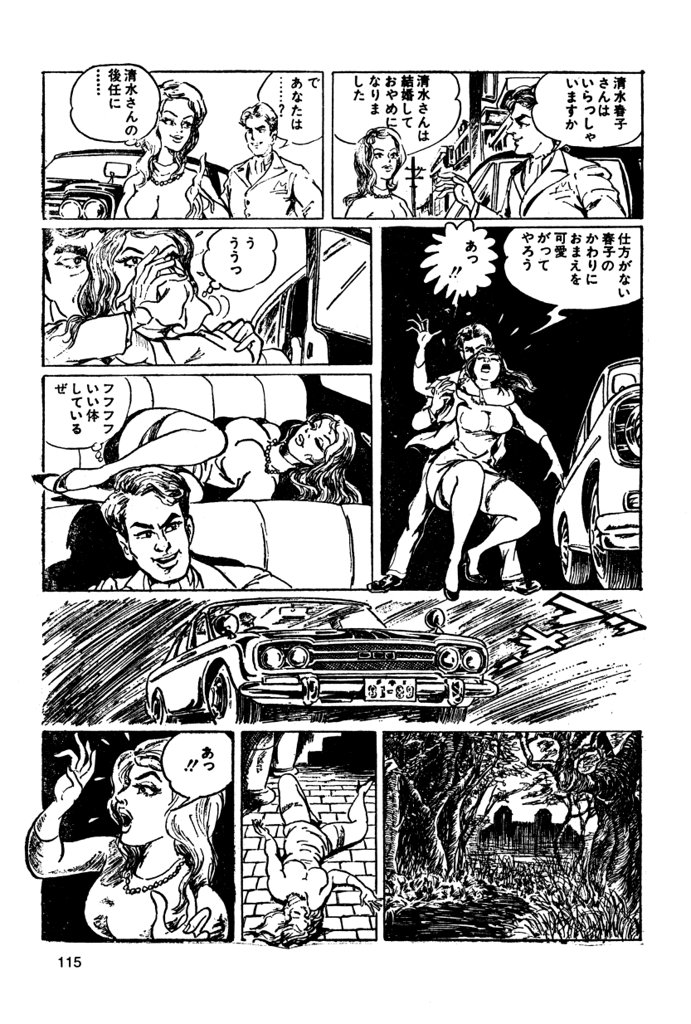 清水春子
さんは
いらっしゃ
いますか
清水さんは
結婚して
おやめに
なりま
した
で
あなたは
……?
清水さんの
後任に
……
仕方がない
春子の
かわりに
おまえを
可愛
がって
やろう
あっ
!!
う
ううっ
フフフフ
いい体
している
ぜ
あっ
!!
115